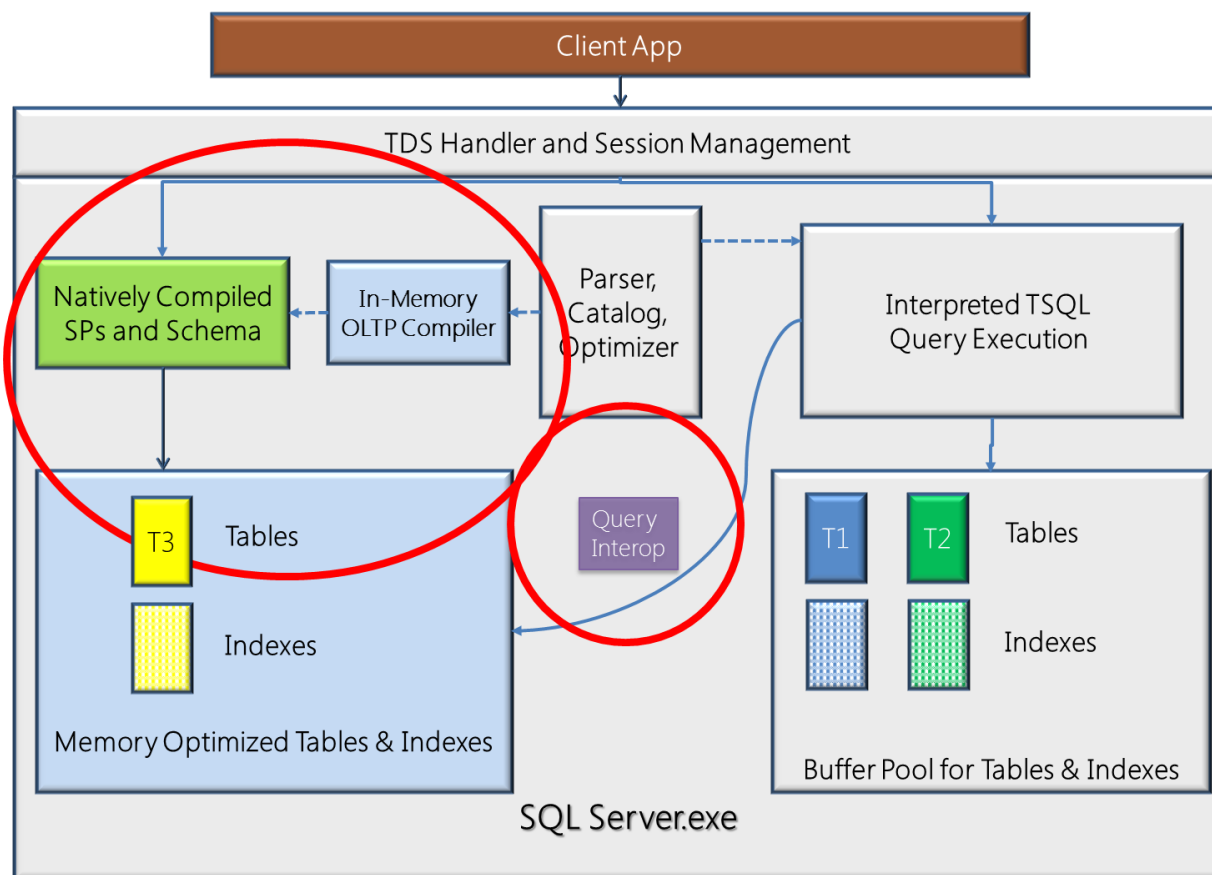 Client App
TDS Handler and Session Management
Natively Compiled
SPs and Schema
In-Memory
OLTP Compiler
Parser,
Catalog,
Optimizer
Interpreted TSQL
Query Execution
Query
Interop
T3
Tables
Indexes
Memory Optimized Tables & Indexes
T1
T2
Tables
Indexes
Buffer Pool for Tables & Indexes
SQL Server.exe